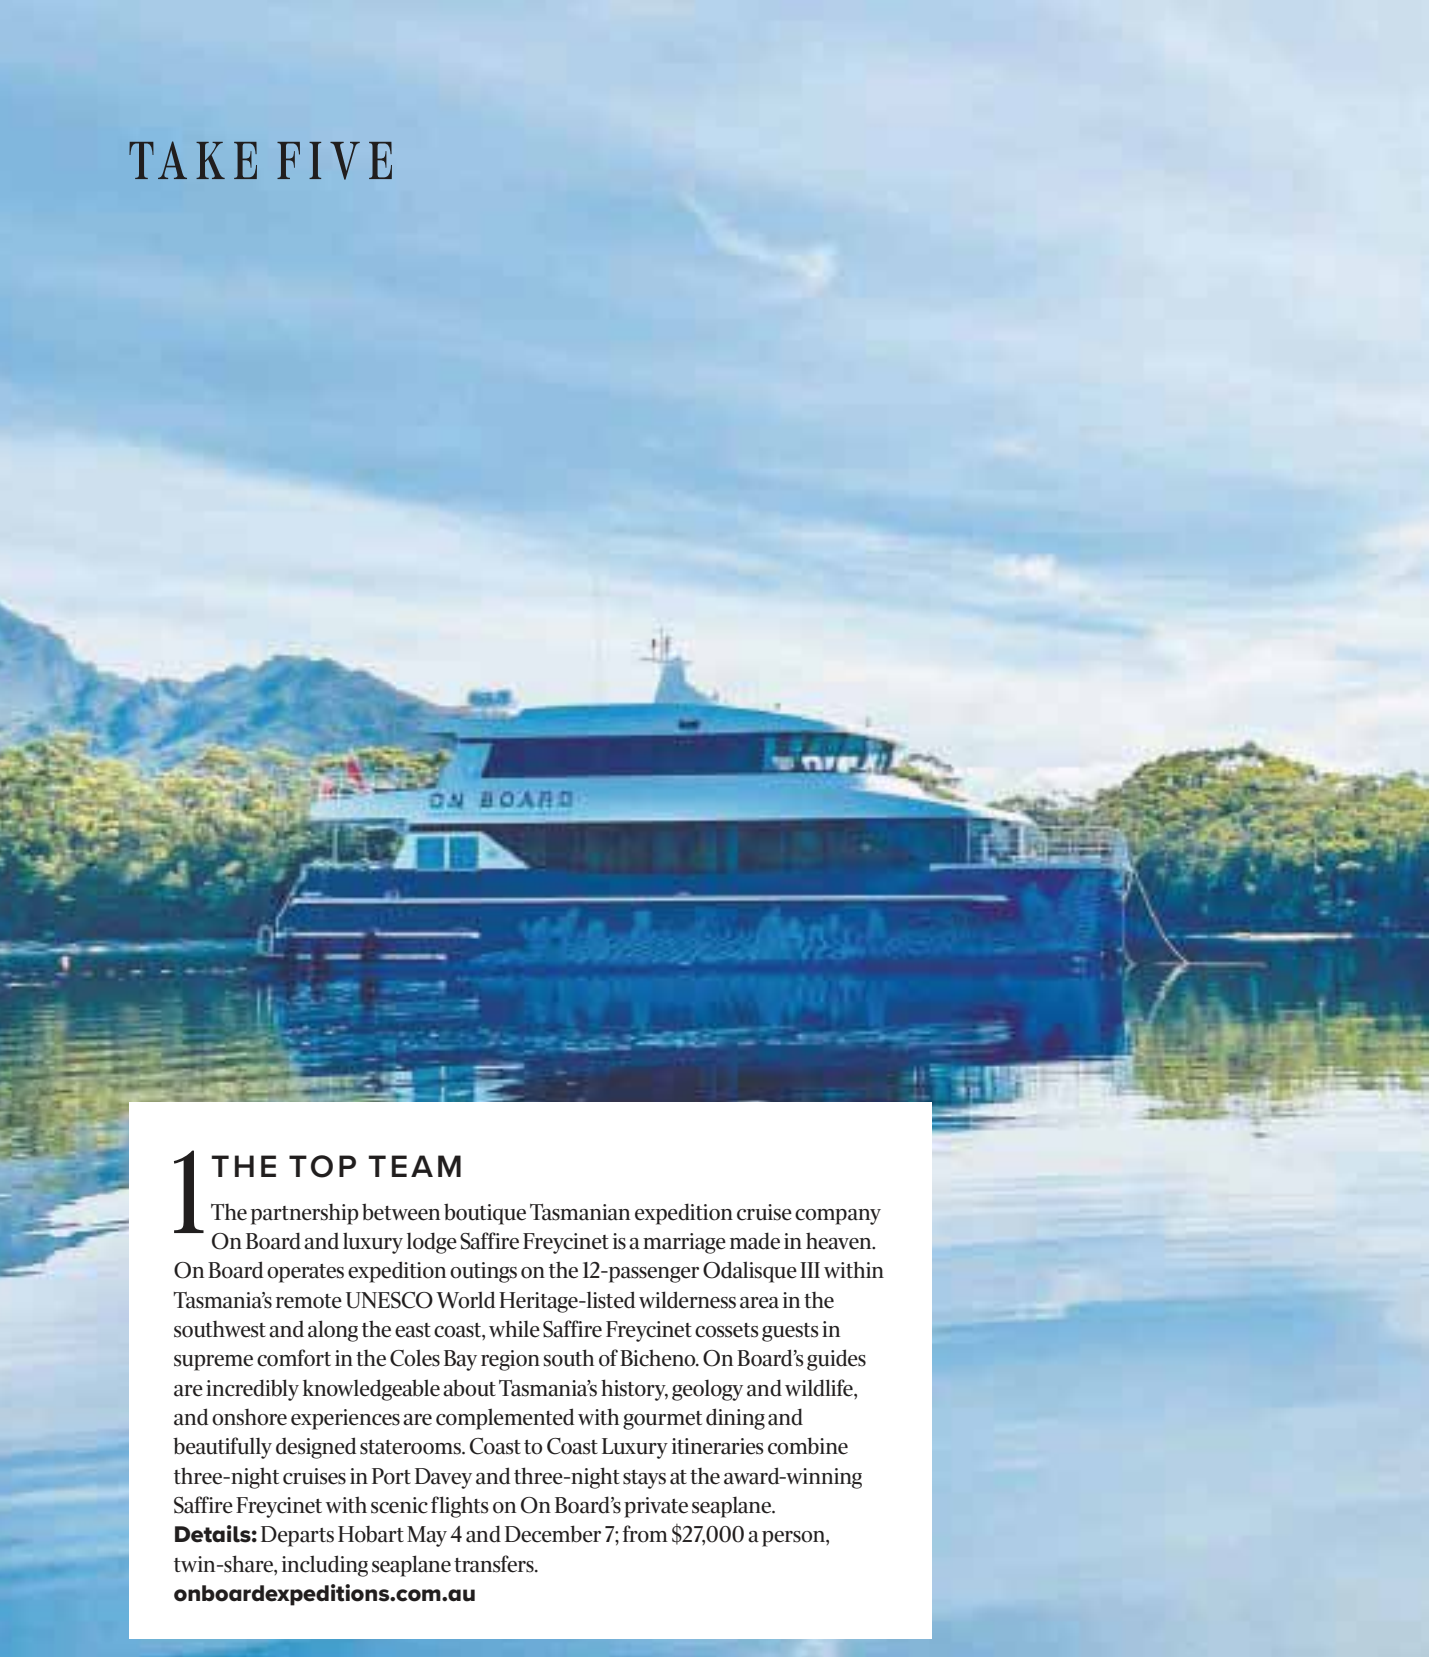 TAKE FIVE
ON BOARD
1
THE TOP TEAM
The partnership between boutique Tasmanian expedition cruise company
On Board and luxury lodge Saffire Freycinet is a marriage made in heaven.
On Board operates expedition outings on the 12-passenger Odalisque III within
Tasmania’s remote UNESCO World Heritage-listed wilderness area in the
southwest and along the east coast, while Saffire Freycinet cossets guests in
supreme comfort in the Coles Bay region south of Bicheno. On Board’s guides
are incredibly knowledgeable about Tasmania’s history, geology and wildlife,
and onshore experiences are complemented with gourmet dining and
beautifully designed staterooms. Coast to Coast Luxury itineraries combine
three-night cruises in Port Davey and three-night stays at the award-winning
Saffire Freycinet with scenic flights on On Board’s private seaplane.
Details: Departs Hobart May 4 and December 7; from $27,000 a person,
twin-share, including seaplane transfers.
onboardexpeditions.com.au